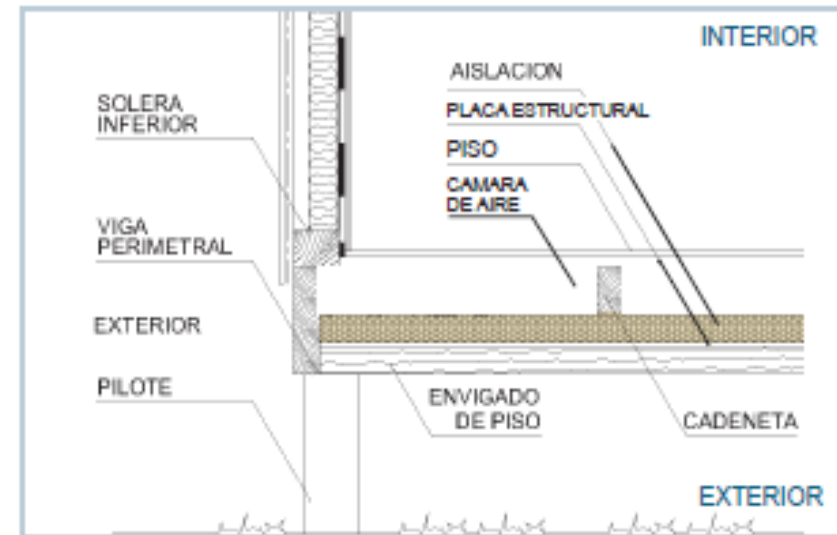 INTERIOR
AISLACION
PLACA ESTRUCTURAL
PISO
CAMARA
DE AIRE
SOLERA
INFERIOR
VIGA
PERIMETRAL
EXTERIOR
PILOTE
ENVIGADO
DE PISO
CADENETA
EXTERIOR